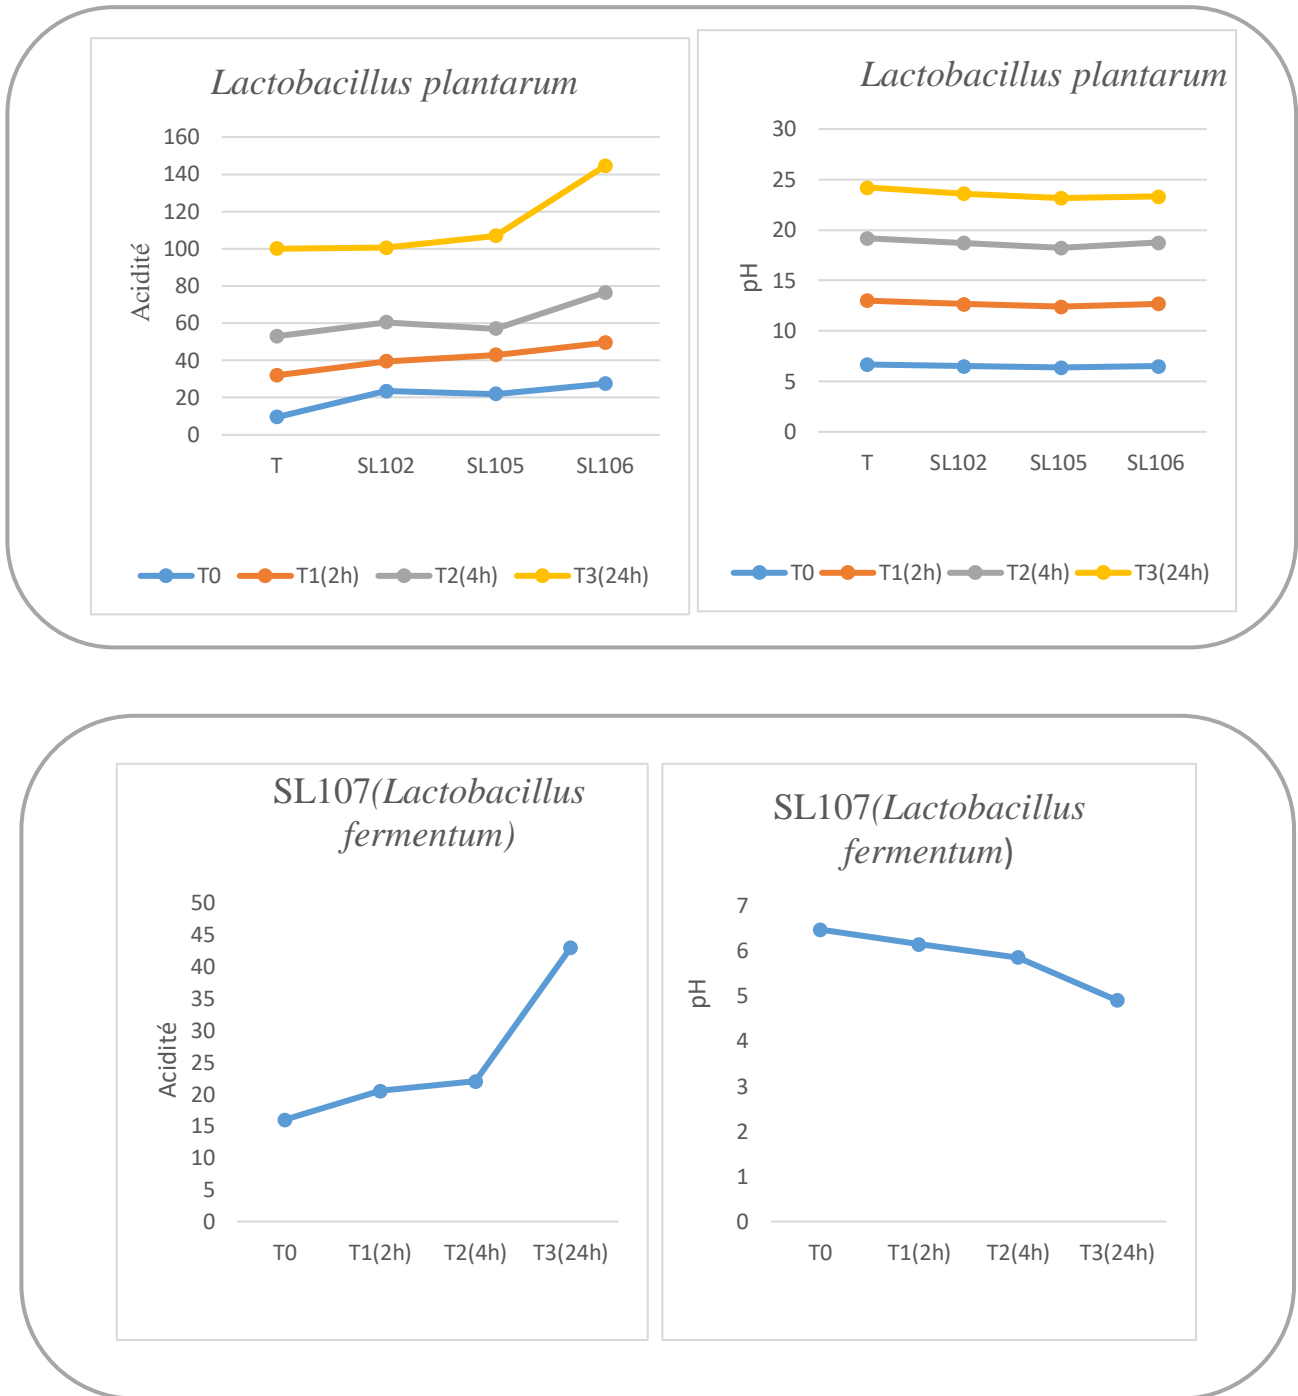 Lactobacillus plantarum
160
140
120
100
80
60
40
20
0
Acidité
T SL102 SL105 SL106
T0 T1(2h) T2(4h) T3(24h)
Lactobacillus plantarum
30
25
20
15
10
5
0
pH
T SL102 SL105 SL106
T0 T1(2h) T2(4h) T3(24h)
SL107(Lactobacillus
fermentum)
50
45
40
35
30
25
20
15
10
5
0
Acidité
T0 T1(2h) T2(4h) T3(24h)
SL107(Lactobacillus
fermentum)
7
6
5
4
3
2
1
0
pH
T0 T1(2h) T2(4h) T3(24h)